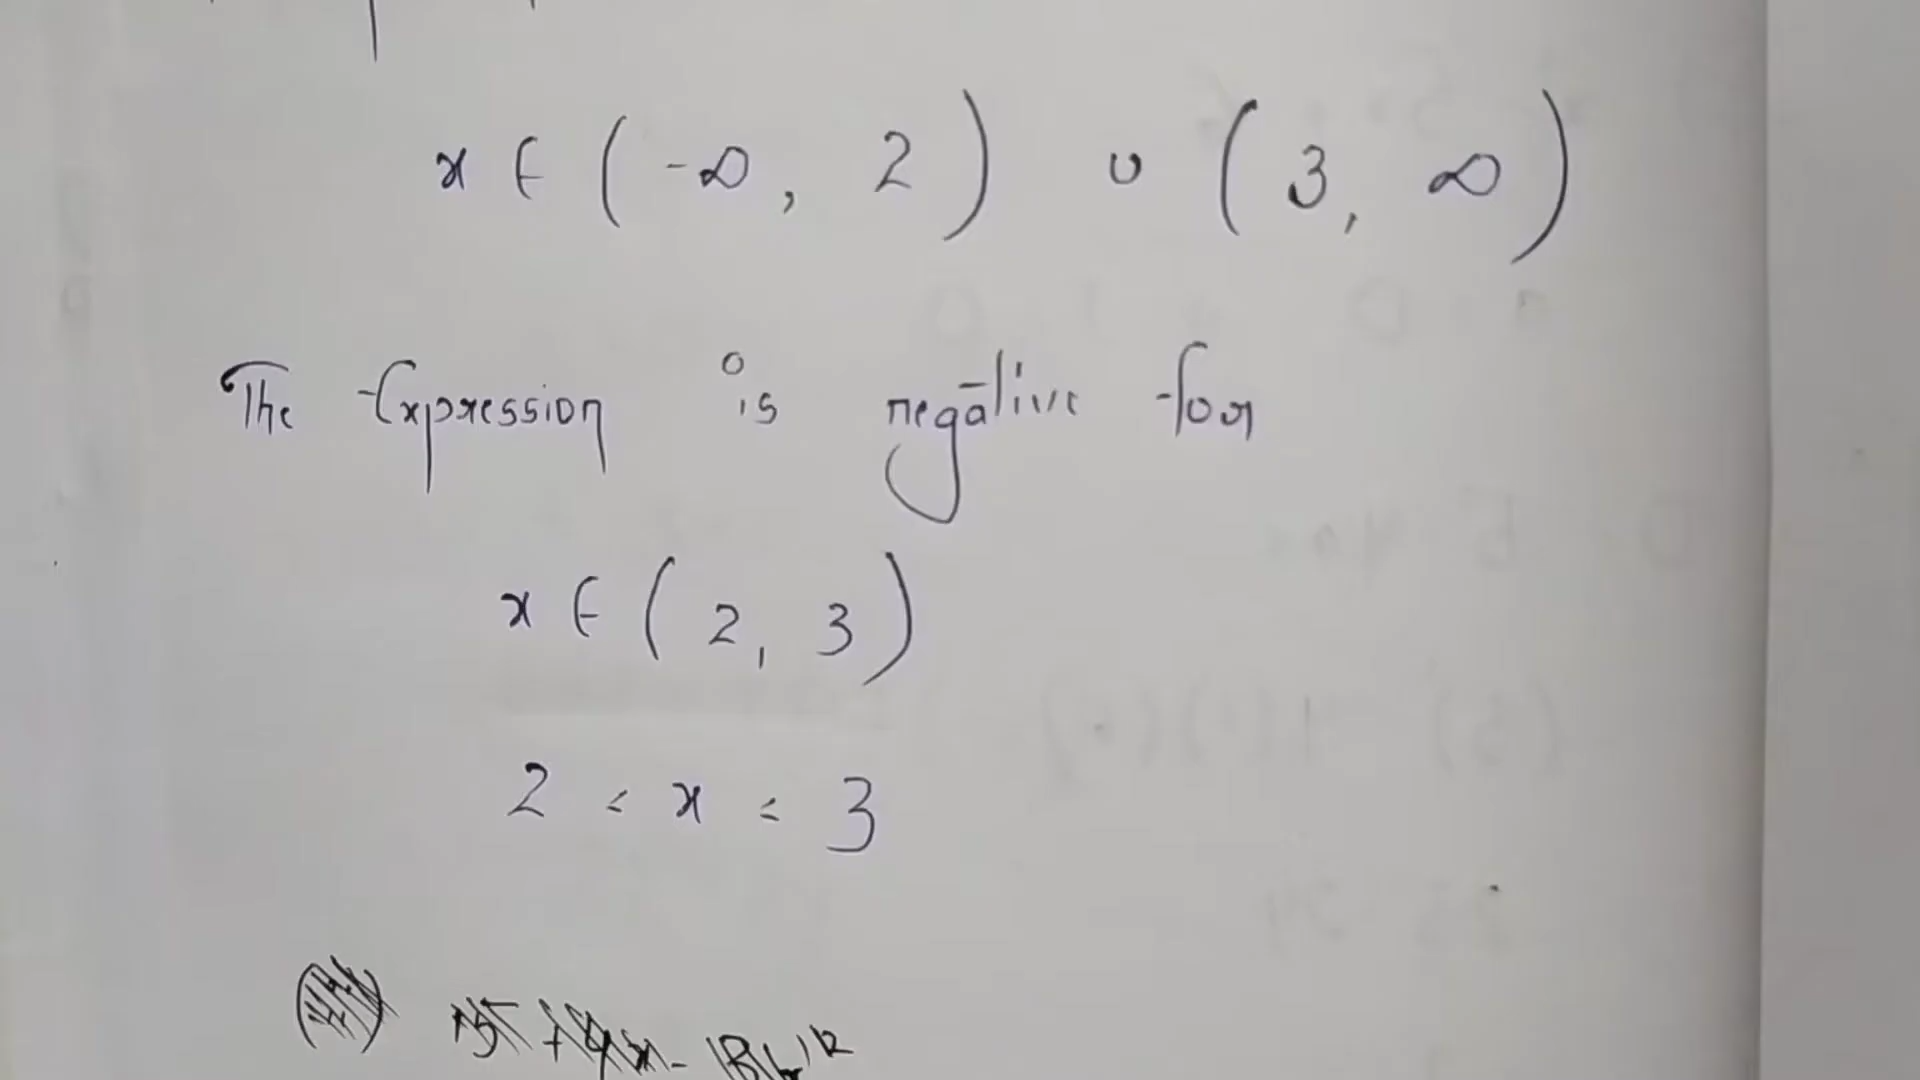 x ∈ (-∞, 2) ∪ (3, ∞)
The Expression is negative for
x ∈ (2, 3)
2 < x < 3